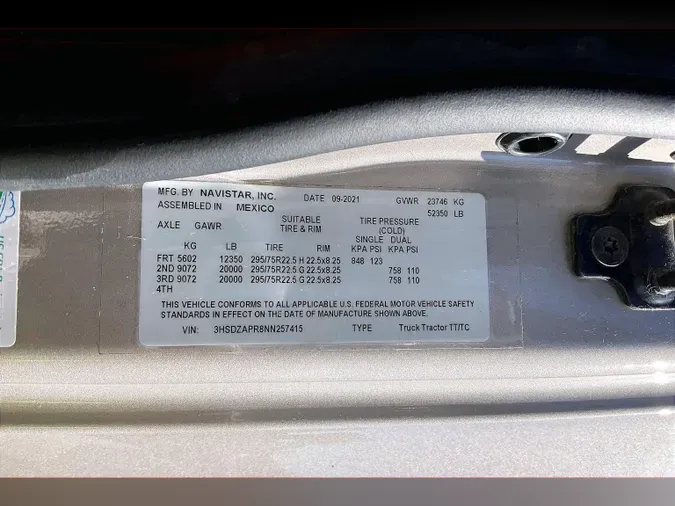 MFG. BY NAVISTAR, INC. DATE 09-2021 GVWR 23746 KG
ASSEMBLED IN MEXICO 52350 LB
AXLE GAWR SUITABLE TIRE & RIM TIRE PRESSURE (COLD)
SINGLE DUAL
KG LB TIRE RIM KPA PSI KPA PSI
FRT 5602 12350 295/75R22.5 H 22.5x8.25 848 123
2ND 9072 20000 295/75R22.5 G 22.5x8.25 758 110
3RD 9072 20000 295/75R22.5 G 22.5x8.25 758 110
4TH
THIS VEHICLE CONFORMS TO ALL APPLICABLE U.S. FEDERAL MOTOR VEHICLE SAFETY
STANDARDS IN EFFECT ON THE DATE OF MANUFACTURE SHOWN ABOVE.
VIN: 3HSDZAPR8NN257415 TYPE Truck Tractor TT/TC